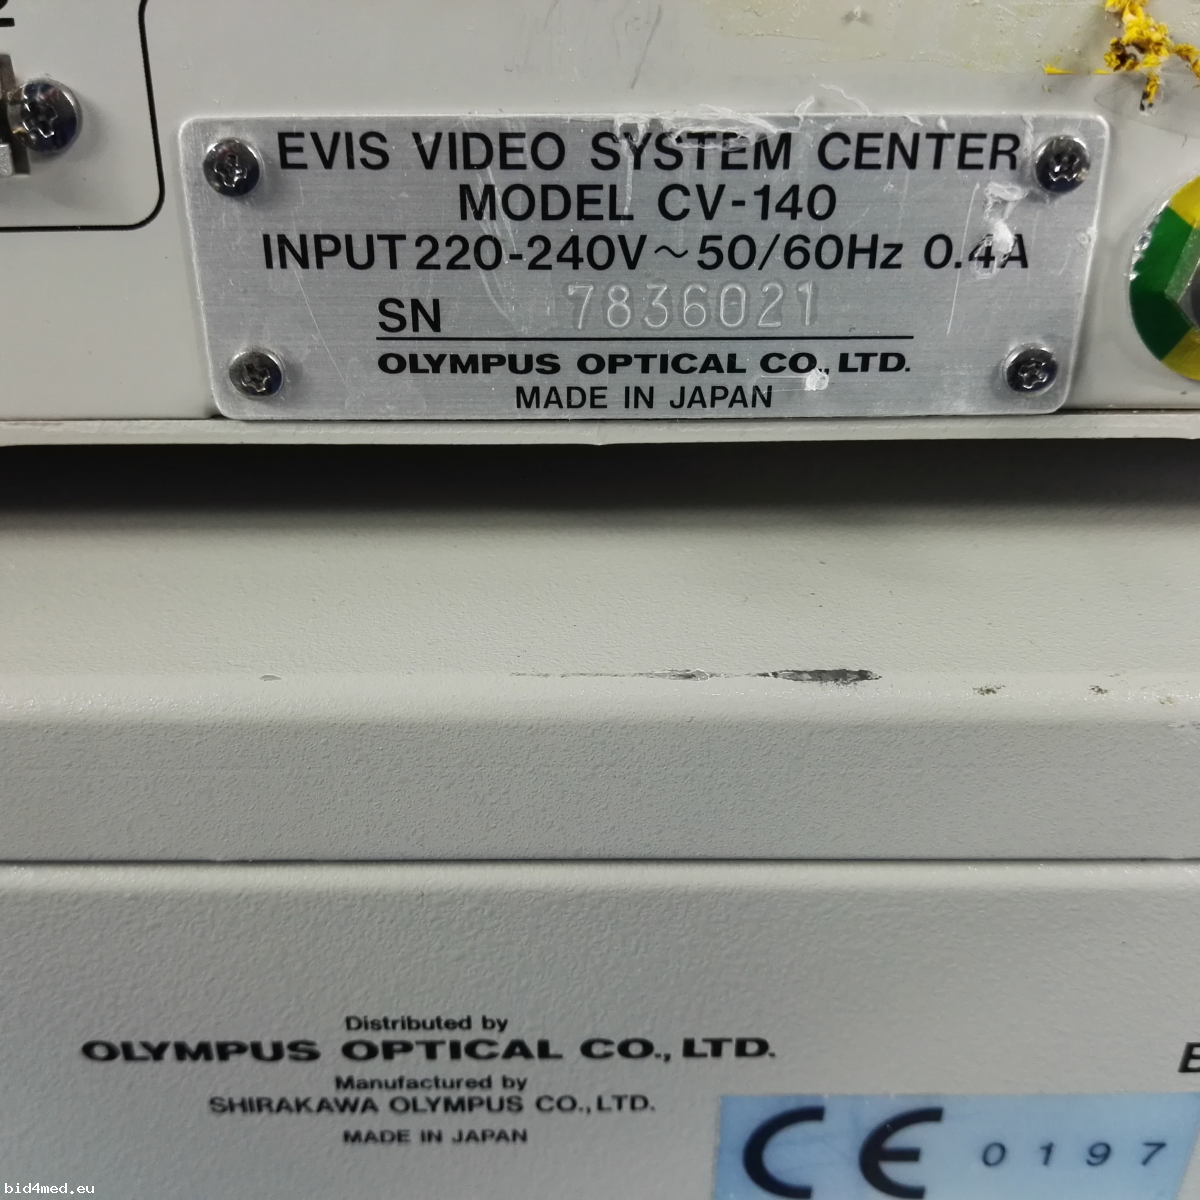 EVIS VIDEO SYSTEM CENTER
MODEL CV-140
INPUT 220-240V~50/60Hz 0.4A
SN 7836021
OLYMPUS OPTICAL CO., LTD.
MADE IN JAPAN
Distributed by
OLYMPUS OPTICAL CO., LTD.
Manufactured by
SHIRAKAWA OLYMPUS CO., LTD.
MADE IN JAPAN
CE 0197
bid4med.eu